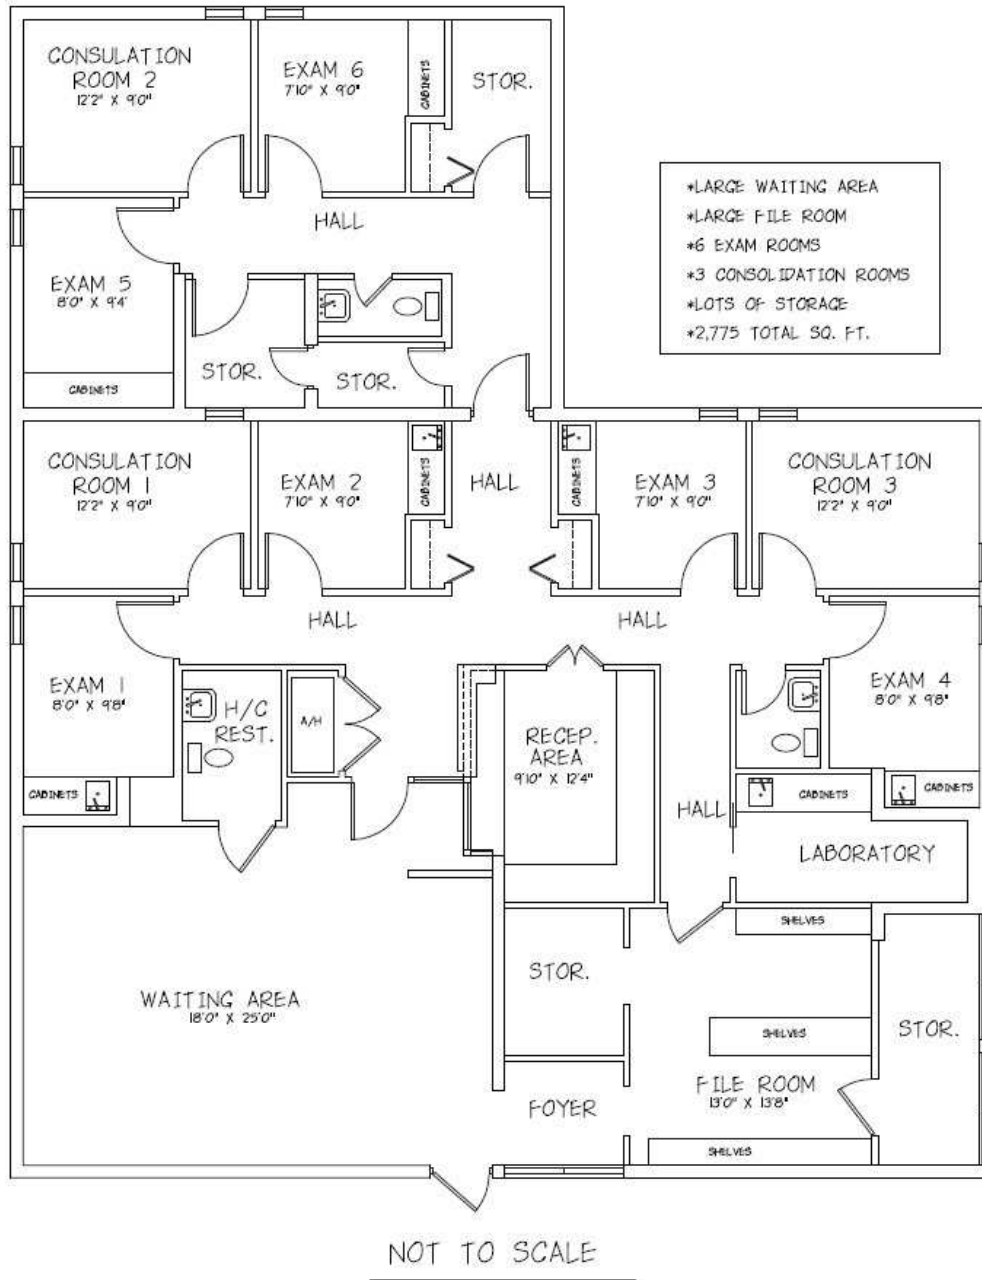 CONSULATION
ROOM 2
12'2" X 9'0"
EXAM 6
7'10" X 9'0"
CABINETS
STOR.
*LARGE WAITING AREA
*LARGE FILE ROOM
*6 EXAM ROOMS
*3 CONSOLIDATION ROOMS
*LOTS OF STORAGE
*2,775 TOTAL SQ. FT.
HALL
EXAM 5
8'0" X 9'4'
CABINETS
STOR.
STOR.
CONSULATION
ROOM 1
12'2" X 9'0"
EXAM 2
7'10" X 9'0"
CABINETS
HALL
CABINETS
EXAM 3
7'10" X 9'0"
CONSULATION
ROOM 3
12'2" X 9'0"
HALL
HALL
EXAM 1
8'0" X 9'8"
CABINETS
H/C
REST.
A/H
RECEP.
AREA
9'10" X 12'4"
HALL
EXAM 4
8'0" X 9'8"
CABINETS
CABINETS
LABORATORY
SHELVES
WAITING AREA
18'0" X 25'0"
STOR.
SHELVES
STOR.
FOYER
FILE ROOM
13'0" X 13'8"
SHELVES
NOT TO SCALE